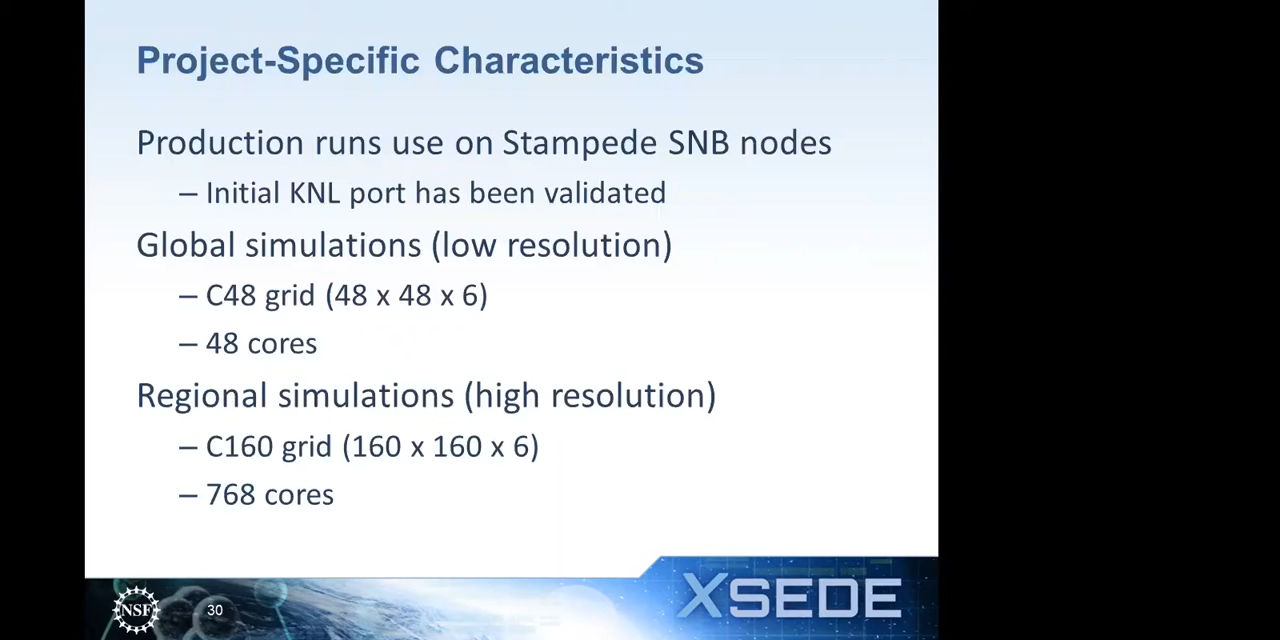 Project-Specific Characteristics
Production runs use on Stampede SNB nodes
– Initial KNL port has been validated
Global simulations (low resolution)
– C48 grid (48 x 48 x 6)
– 48 cores
Regional simulations (high resolution)
– C160 grid (160 x 160 x 6)
– 768 cores
NSF
30
XSEDE